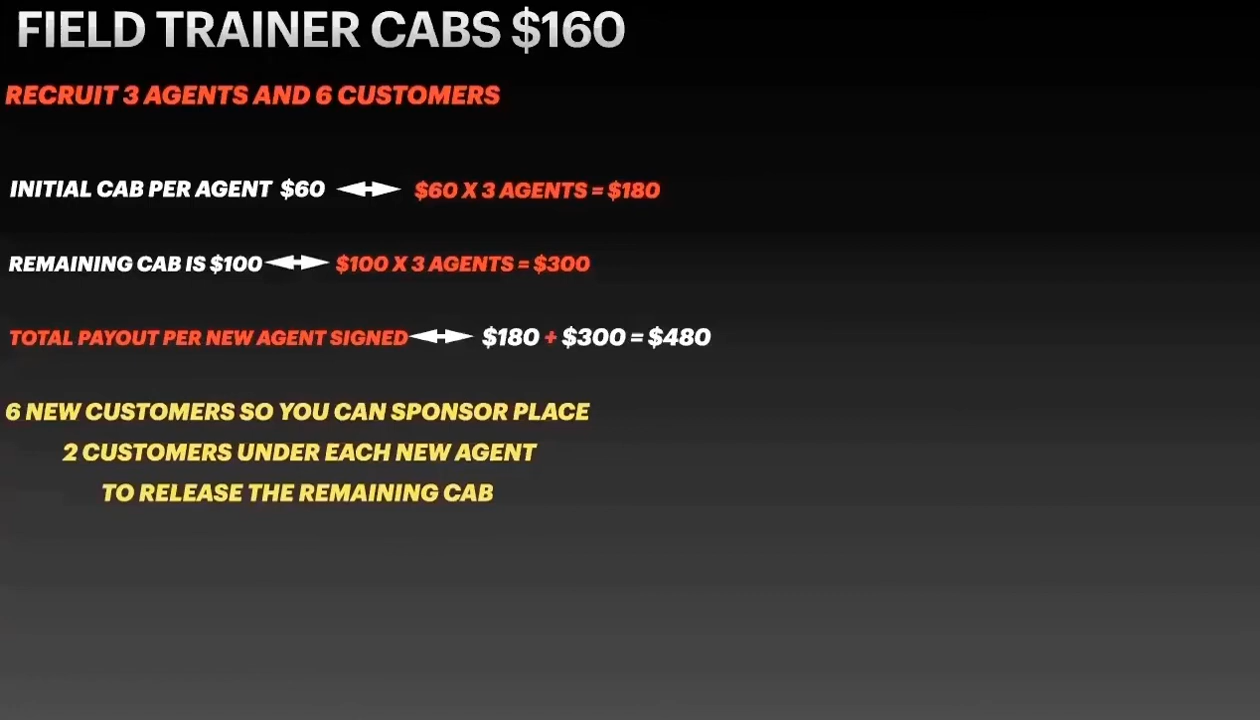 FIELD TRAINER CABS $160
RECRUIT 3 AGENTS AND 6 CUSTOMERS
INITIAL CAB PER AGENT $60 $60 X 3 AGENTS = $180
REMAINING CAB IS $100 $100 X 3 AGENTS = $300
TOTAL PAYOUT PER NEW AGENT SIGNED $180 + $300 = $480
6 NEW CUSTOMERS SO YOU CAN SPONSOR PLACE
2 CUSTOMERS UNDER EACH NEW AGENT
TO RELEASE THE REMAINING CAB